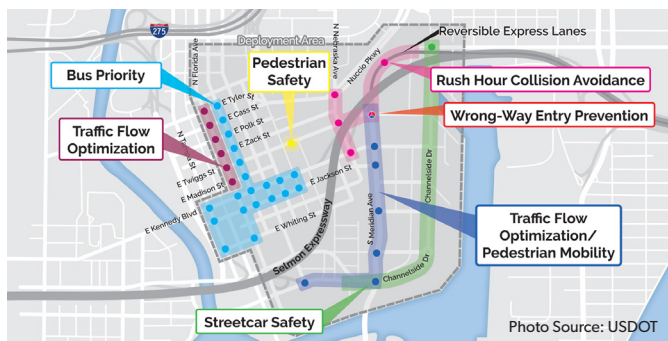 INTERSTATE
275
Deployment Area
N Florida Ave
N Nebraska Ave
Nuccio Pkwy
Reversible Express Lanes
Bus Priority
Pedestrian
Safety
Rush Hour Collision Avoidance
Wrong-Way Entry Prevention
E Tyler St
E Cass St
E Polk St
E Zack St
Traffic Flow
Optimization
E Twiggs St
E Madison St
E Jackson St
E Kennedy Blvd
E Whiting St
Selmon Expressway
S Meridian Ave
Channelside Dr
Traffic Flow
Optimization/
Pedestrian Mobility
Channelside Dr
Streetcar Safety
Photo Source: USDOT